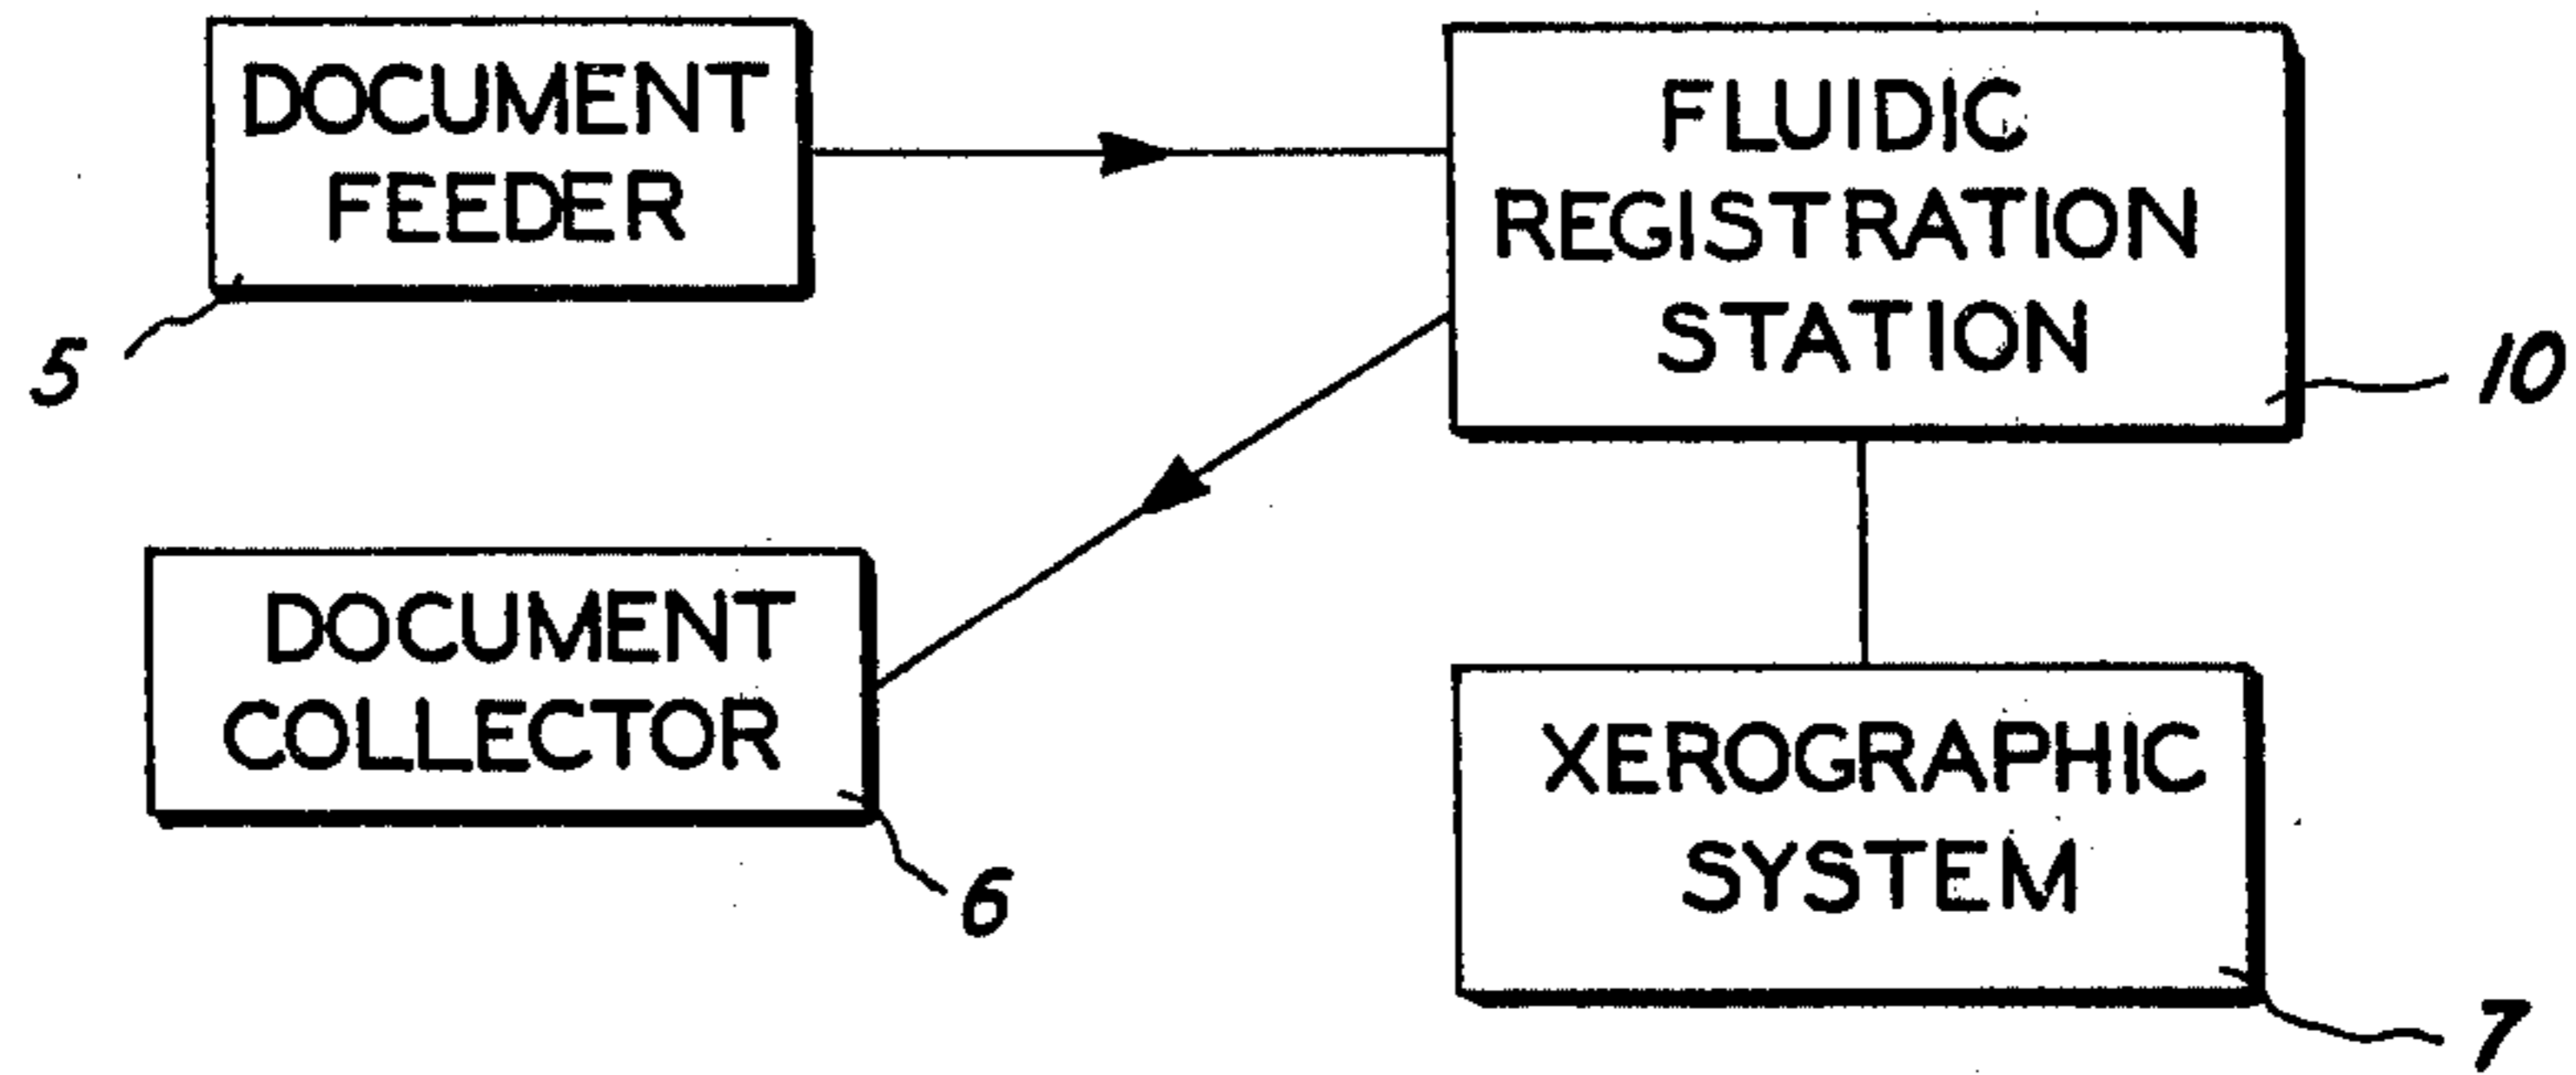 DOCUMENT
FEEDER
5
FLUIDIC
REGISTRATION
STATION
10
DOCUMENT
COLLECTOR
6
XEROGRAPHIC
SYSTEM
7